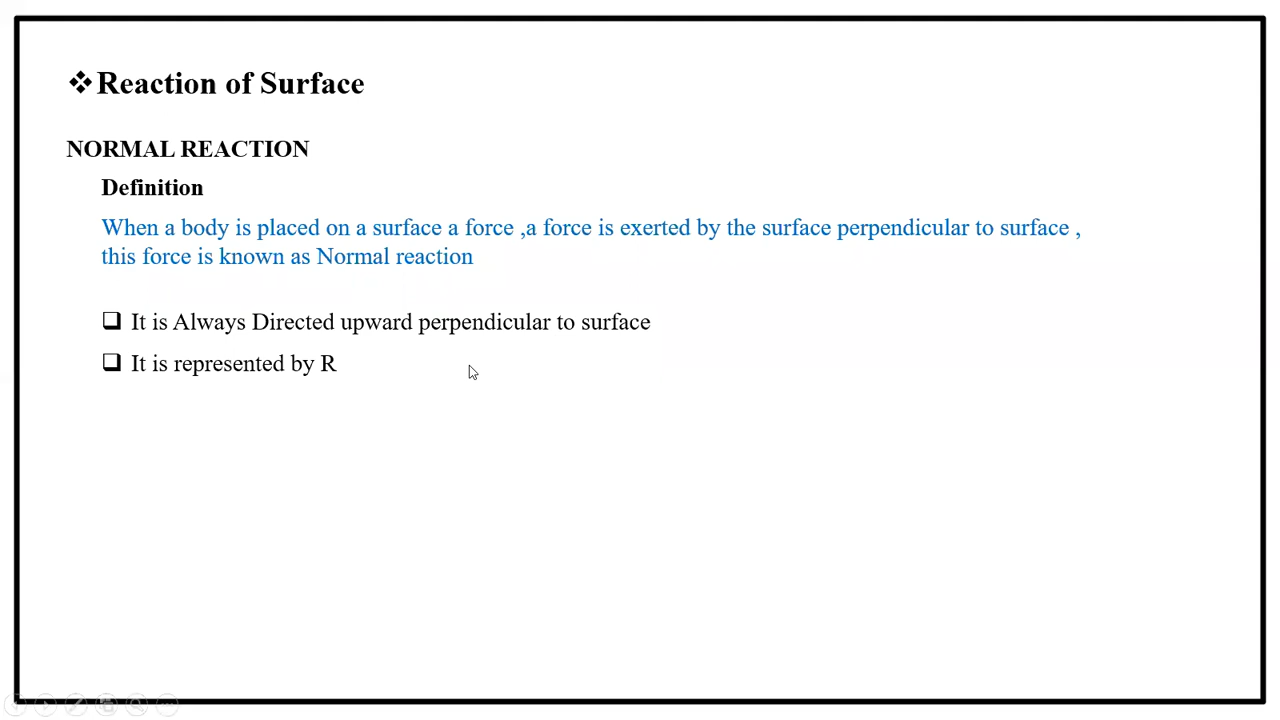 Reaction of Surface
NORMAL REACTION
Definition
When a body is placed on a surface a force ,a force is exerted by the surface perpendicular to surface ,
this force is known as Normal reaction
It is Always Directed upward perpendicular to surface
It is represented by R